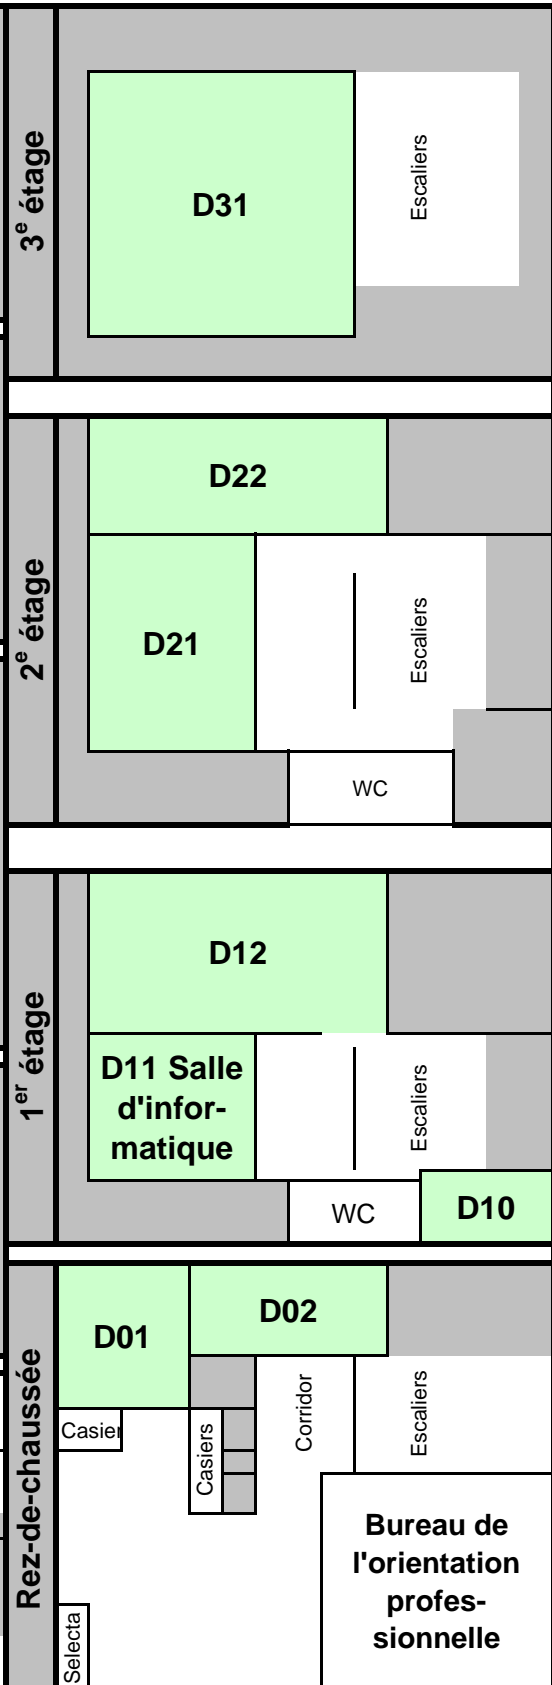 3e étage
D31
Escaliers
2e étage
D22
D21
Escaliers
WC
1er étage
D12
D11 Salle
d'infor-
matique
Escaliers
WC
D10
Rez-de-chaussée
D01
D02
Casier
Casiers
Corridor
Escaliers
Bureau de
l'orientation
profes-
sionnelle
Selecta